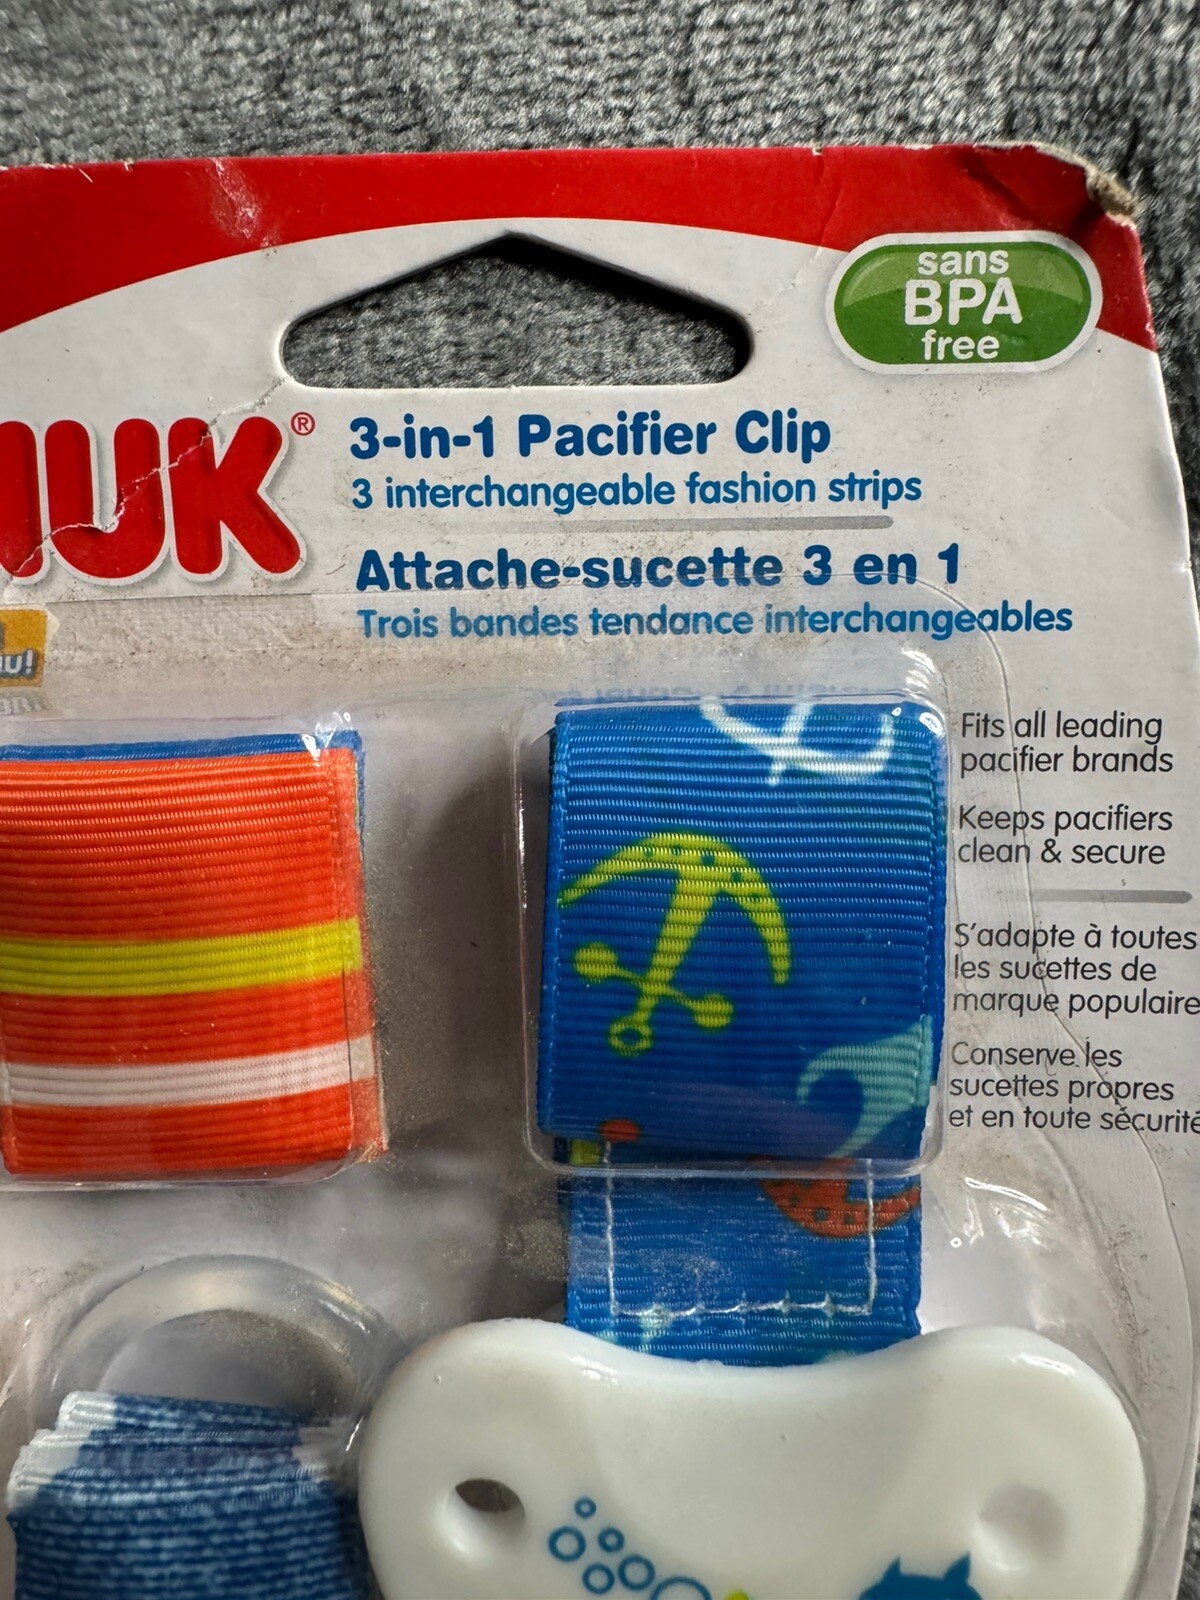 sans
BPA
free
NUK®
3-in-1 Pacifier Clip
3 interchangeable fashion strips
Attache-sucette 3 en 1
Trois bandes tendance interchangeables
Fits all leading
pacifier brands
Keeps pacifiers
clean & secure
S'adapte à toutes
les sucettes de
marque populaire
Conserve les
sucettes propres
et en toute sécurité